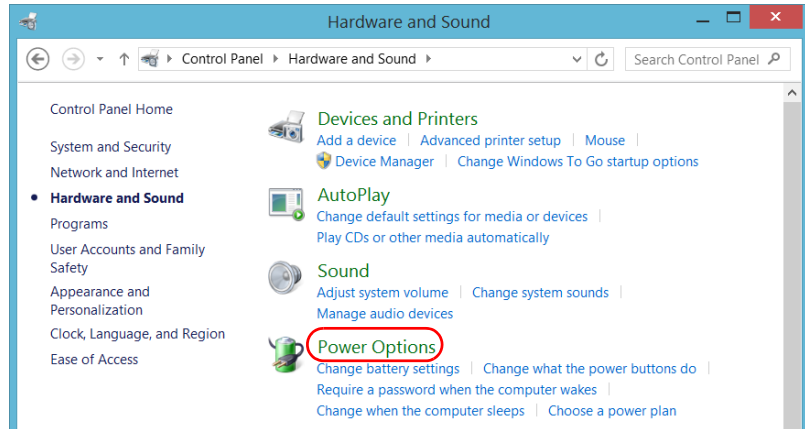 Hardware and Sound
Control Panel Hardware and Sound
Search Control Panel
Control Panel Home
System and Security
Network and Internet
Hardware and Sound
Programs
User Accounts and Family
Safety
Appearance and
Personalization
Clock, Language, and Region
Ease of Access
Devices and Printers
Add a device Advanced printer setup Mouse
Device Manager Change Windows To Go startup options
AutoPlay
Change default settings for media or devices
Play CDs or other media automatically
Sound
Adjust system volume Change system sounds
Manage audio devices
Power Options
Change battery settings Change what the power buttons do
Require a password when the computer wakes
Change when the computer sleeps Choose a power plan